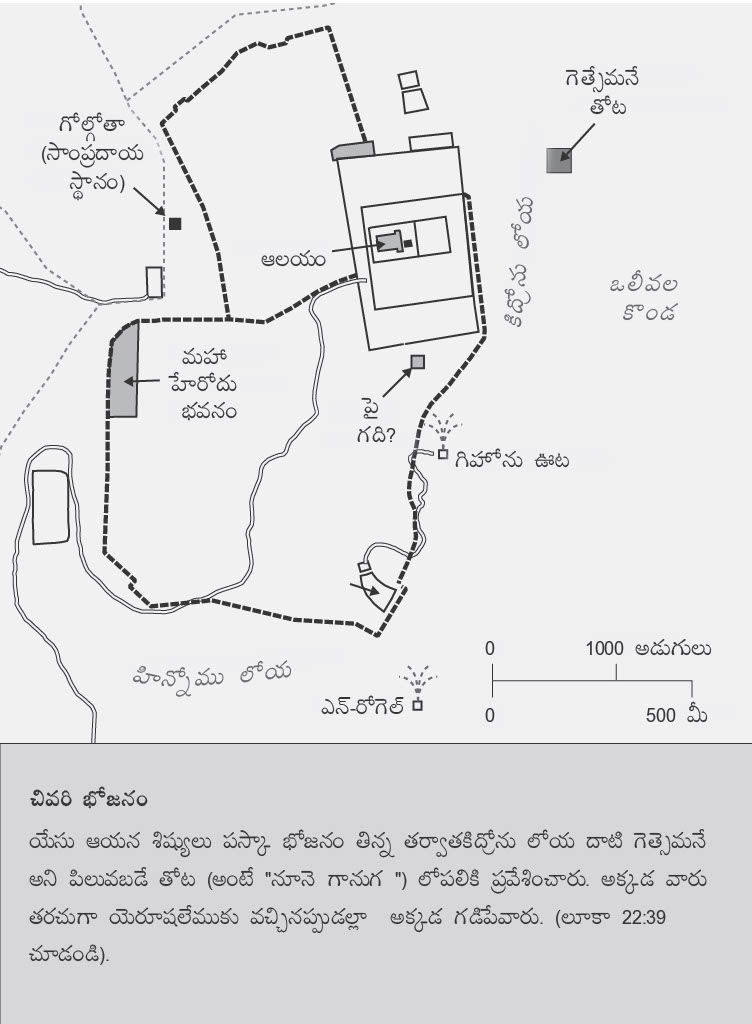 గెత్సేమనే
తోట
గోల్గోతా
(సాంప్రదాయ
స్థానం)
కిద్రోను లోయ
ఆలయం
ఒలీవల
కొండ
మహా
హేరోదు
భవనం
పై
గది?
గిహోను ఊట
0 1000 అడుగులు
హిన్నోము లోయ
ఎన్-రోగెల్
0 500 మీ
చివరి భోజనం
యేసు ఆయన శిష్యులు పస్కా భోజనం తిన్న తర్వాతకిద్రోను లోయ దాటి గెత్సెమనే
అని పిలువబడే తోట (అంటే "నూనె గానుగ ") లోపలికి ప్రవేశించారు. అక్కడ వారు
తరచుగా యెరూషలేముకు వచ్చినప్పుడల్లా అక్కడ గడిపేవారు. (లూకా 22:39
చూడండి).